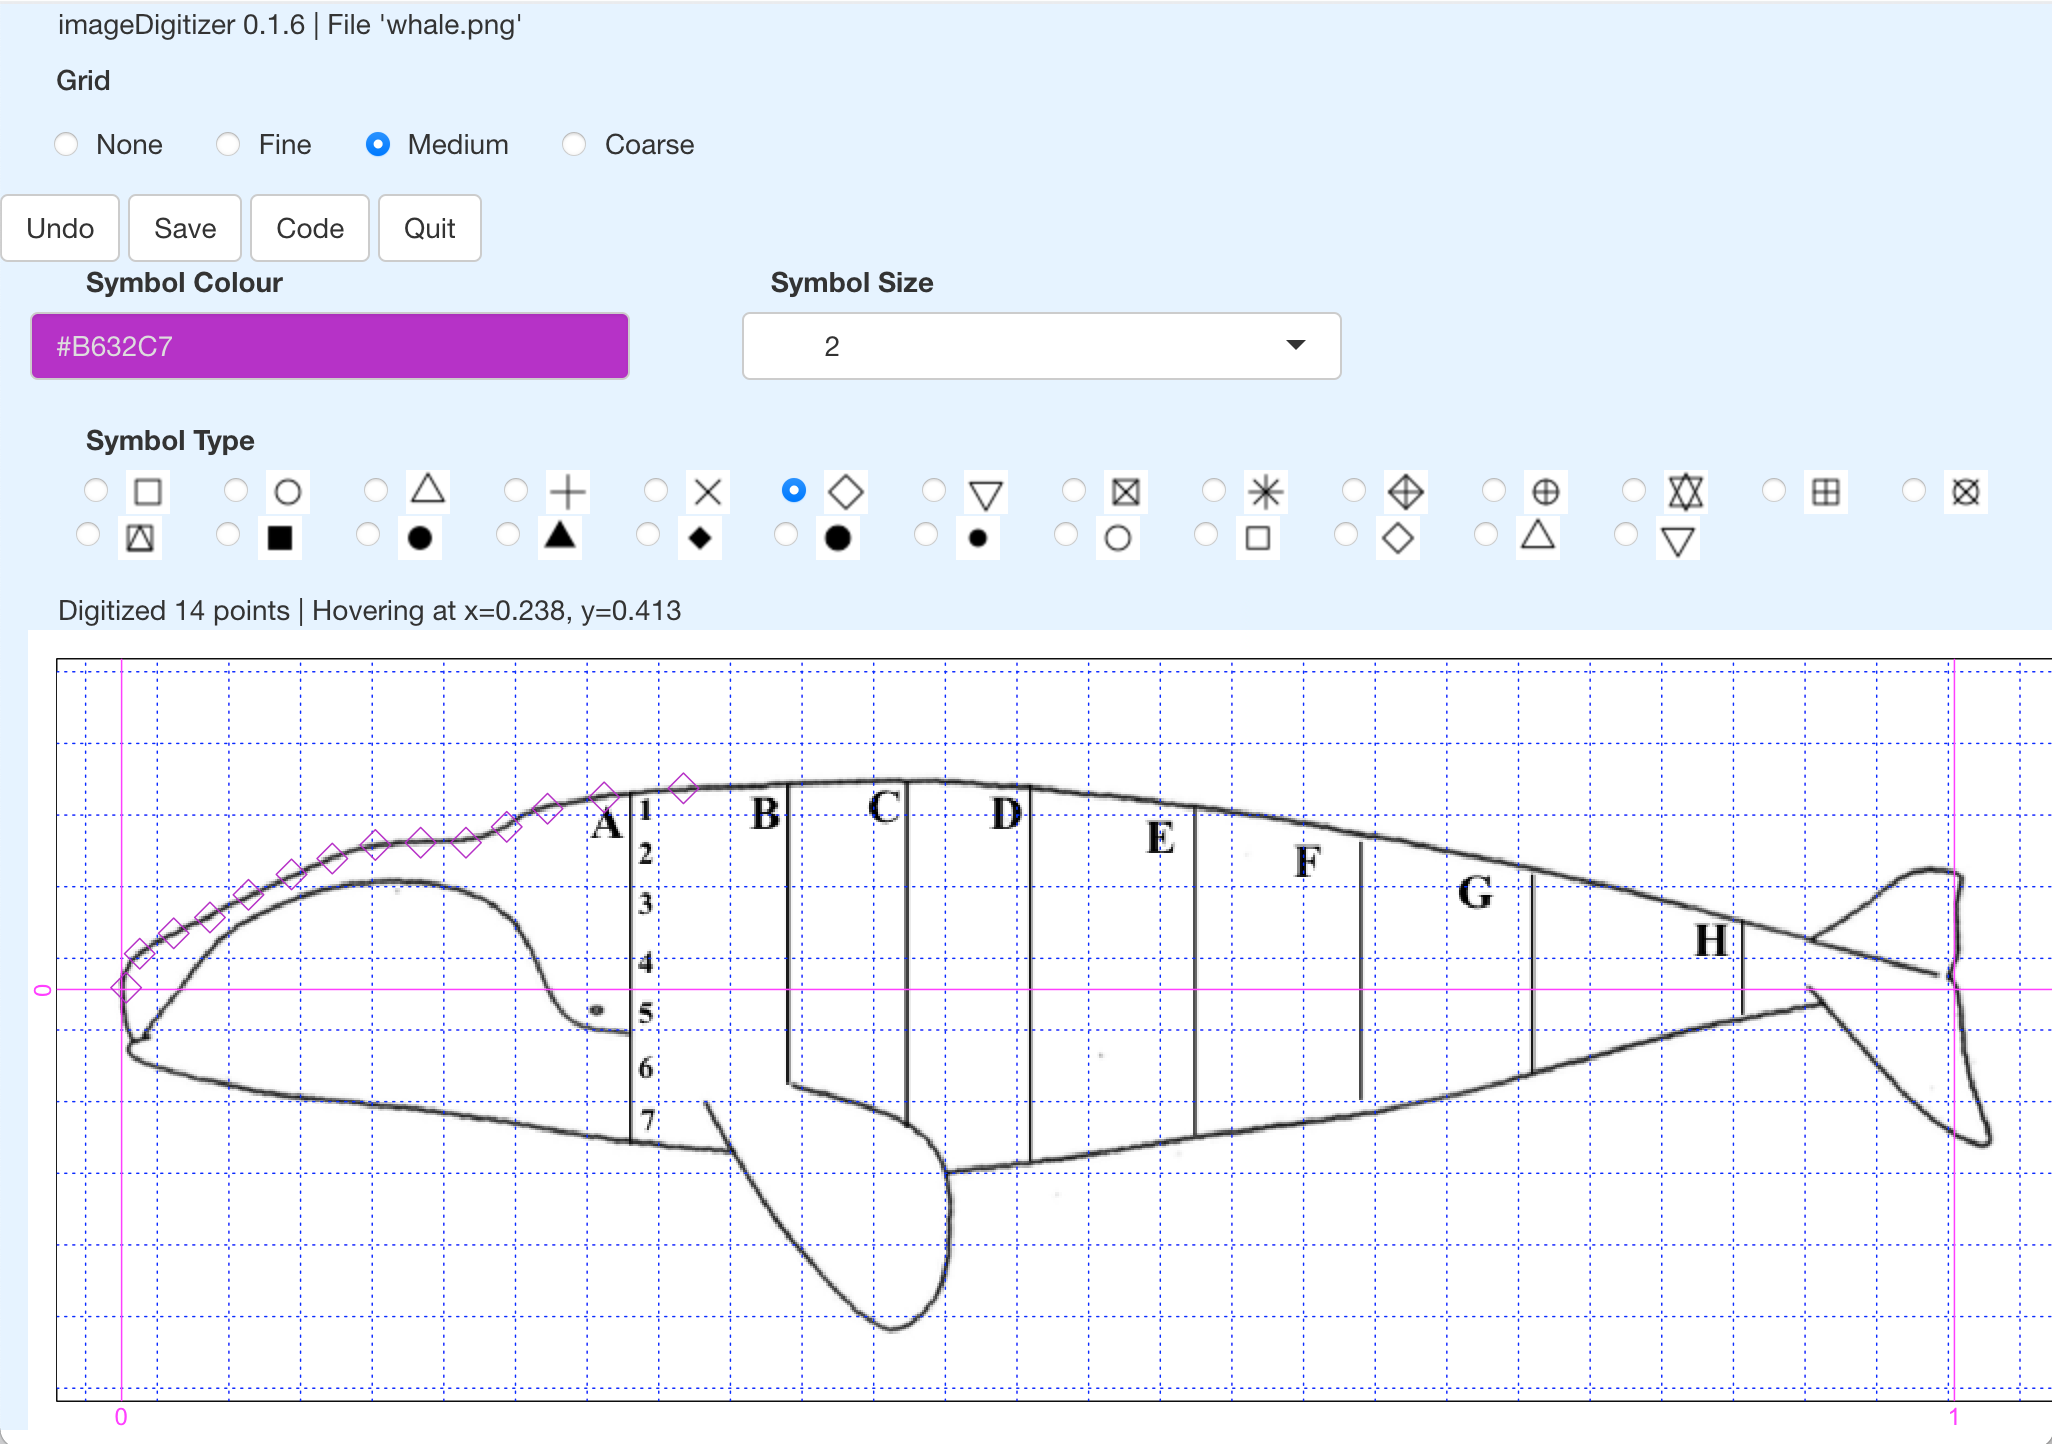 imageDigitizer 0.1.6 | File 'whale.png'
Grid
None Fine Medium Coarse
Undo Save Code Quit
Symbol Colour Symbol Size
#B632C7 2
Symbol Type
Digitized 14 points | Hovering at x=0.238, y=0.413
A 1 B C D
E
2 F
3 G
4 H
0
5
6
7
0 1